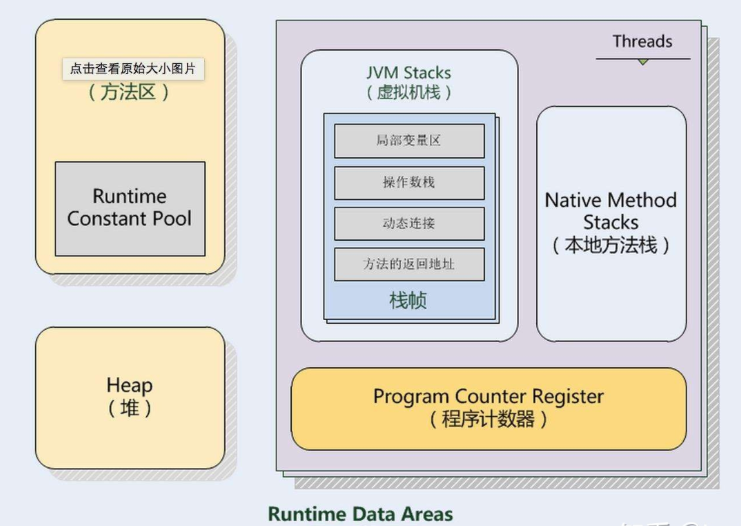 点击查看原始大小图片
（方法区）
Runtime
Constant Pool
Heap
（堆）
Threads
JVM Stacks
（虚拟机栈）
局部变量区
操作数栈
动态连接
方法的返回地址
栈帧
Native Method
Stacks
（本地方法栈）
Program Counter Register
（程序计数器）
Runtime Data Areas